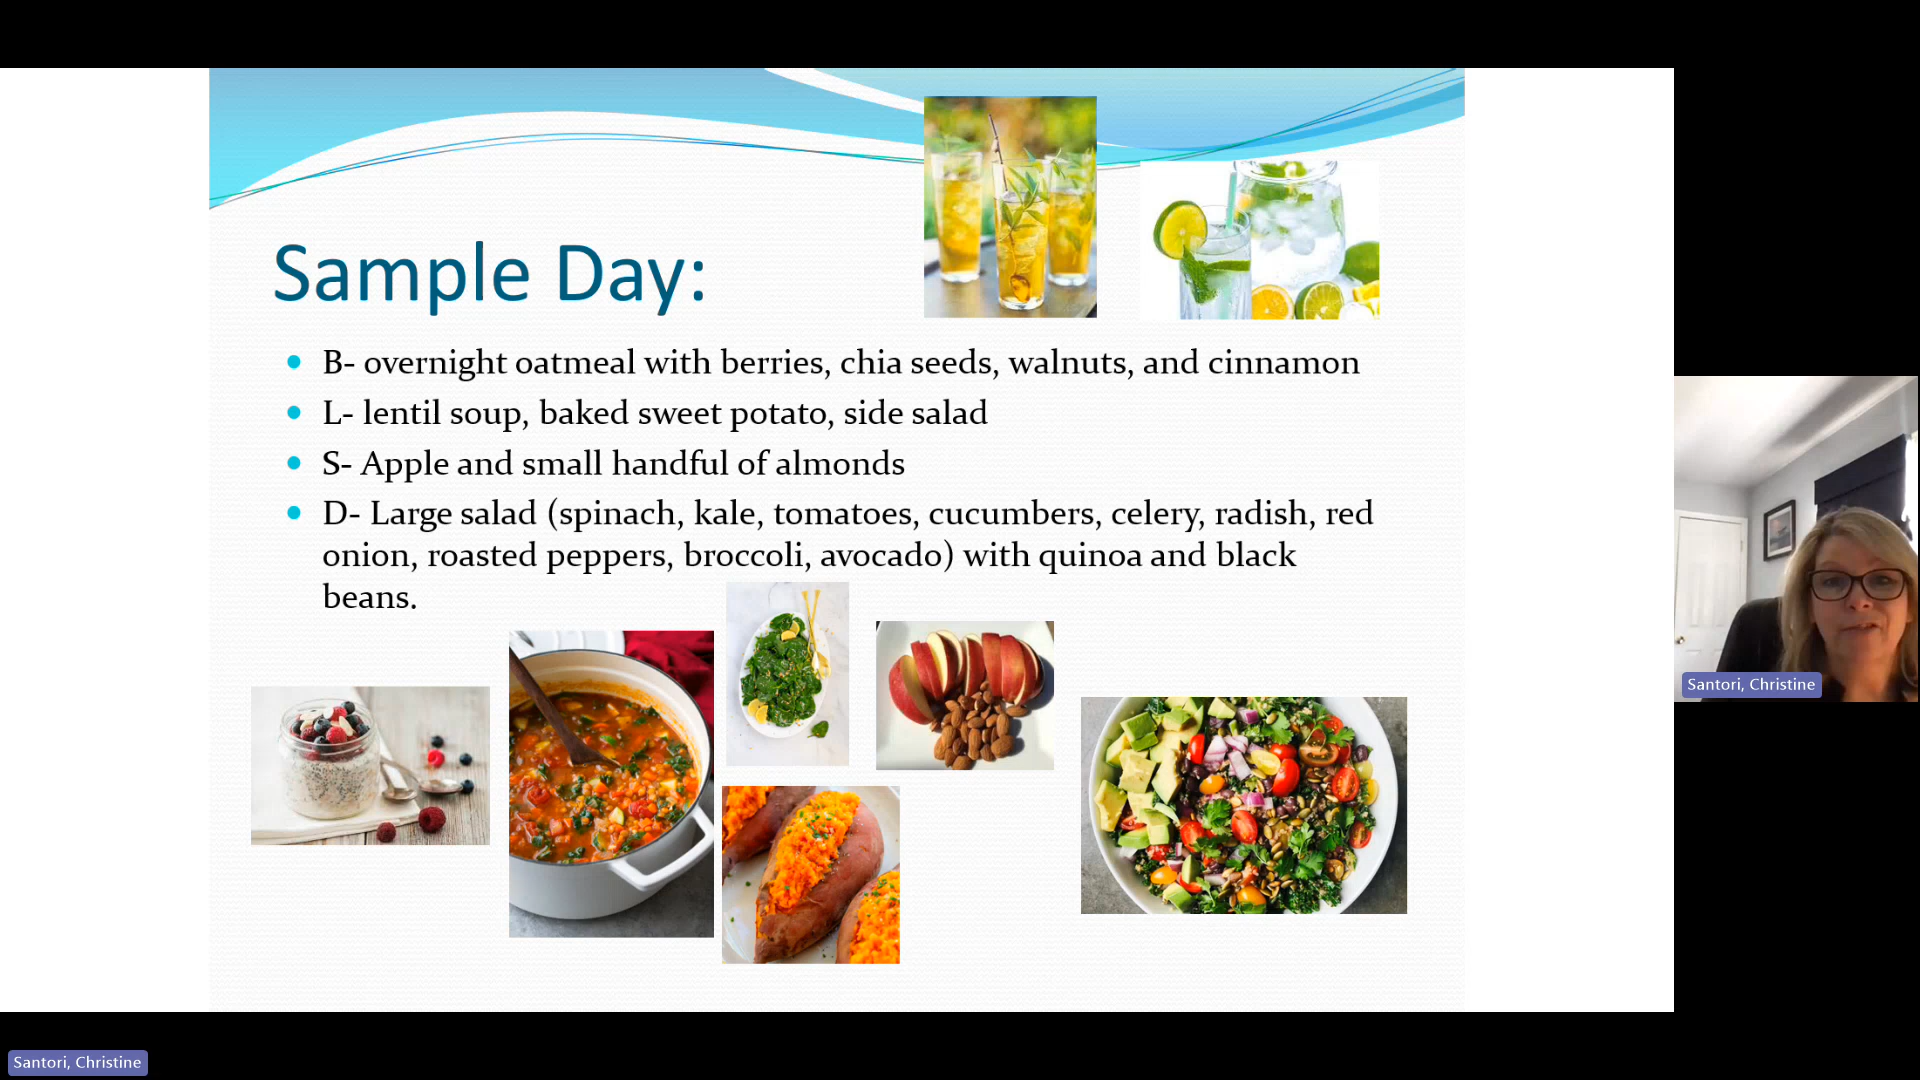 Sample Day:
B- overnight oatmeal with berries, chia seeds, walnuts, and cinnamon
L- lentil soup, baked sweet potato, side salad
S- Apple and small handful of almonds
D- Large salad (spinach, kale, tomatoes, cucumbers, celery, radish, red
onion, roasted peppers, broccoli, avocado) with quinoa and black
beans.
Santori, Christine
Santori, Christine